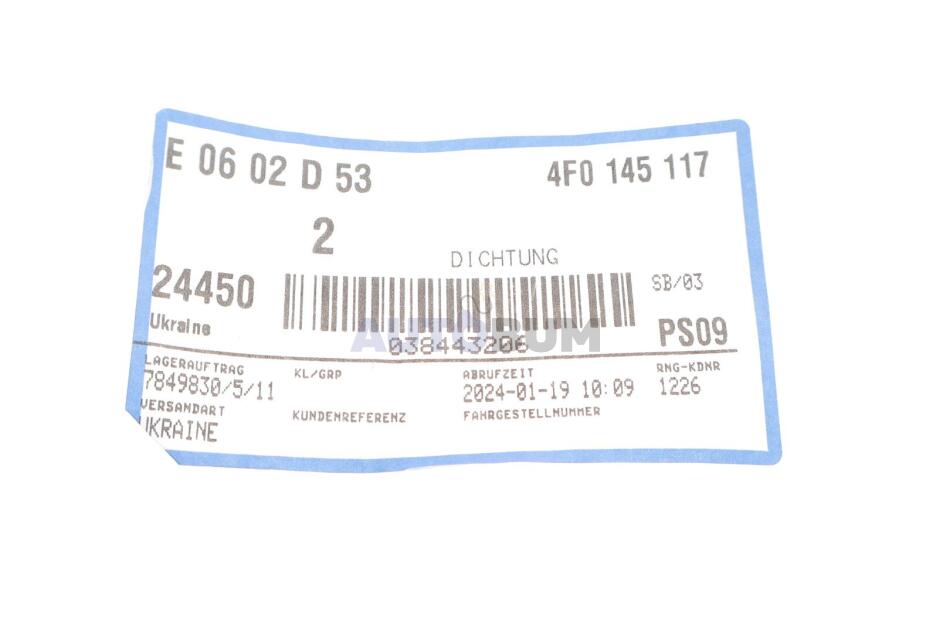 E 06 02 D 53 4F0 145 117
2
DICHTUNG
24450 SB/03
Ukraine AUTOBUM PS09
038443206
LAGERAUFTRAG KL/GRP ABRUFZEIT RNG-KDNR
7849830/5/11 2024-01-19 10:09 1226
VERSANDART KUNDENREFERENZ FAHRGESTELLNUMMER
UKRAINE